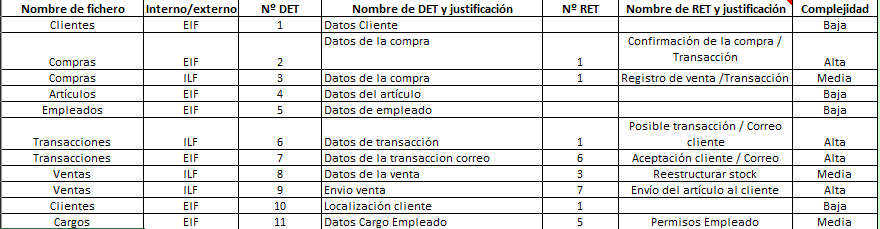 Nombre de fichero Interno/externo Nº DET Nombre de DET y justificación Nº RET Nombre de RET y justificación Complejidad
Clientes EIF 1 Datos Cliente Baja
Compras EIF 2 Datos de la compra 1 Confirmación de la compra / Transacción Alta
Compras ILF 3 Datos de la compra 1 Registro de venta /Transacción Media
Artículos EIF 4 Datos del artículo Baja
Empleados EIF 5 Datos de empleado Baja
Transacciones ILF 6 Datos de transacción 1 Posible transacción / Correo cliente Alta
Transacciones EIF 7 Datos de la transaccion correo 6 Aceptación cliente / Correo Alta
Ventas ILF 8 Datos de la venta 3 Reestructurar stock Media
Ventas ILF 9 Envio venta 7 Envío del artículo al cliente Alta
Clientes EIF 10 Localización cliente 1 Baja
Cargos EIF 11 Datos Cargo Empleado 5 Permisos Empleado Media